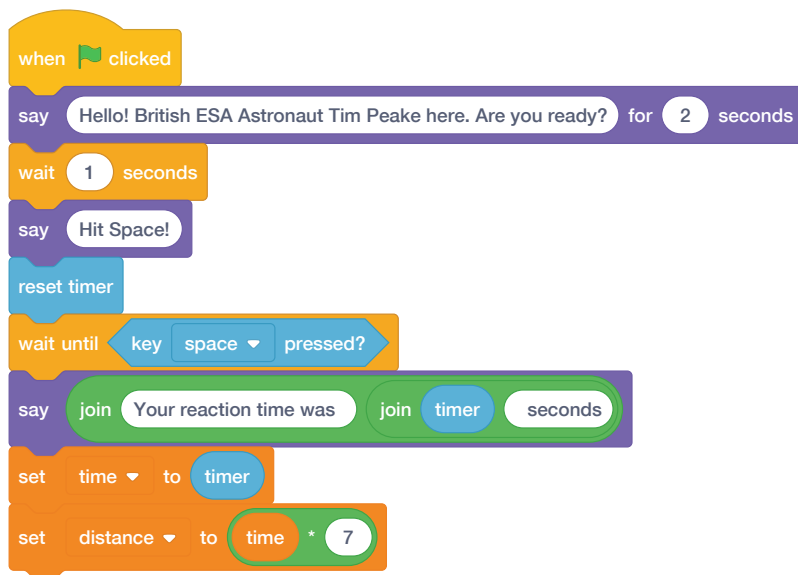 when clicked
say Hello! British ESA Astronaut Tim Peake here. Are you ready? for 2 seconds
wait 1 seconds
say Hit Space!
reset timer
wait until key space pressed?
say join Your reaction time was join timer seconds
set time to timer
set distance to time * 7